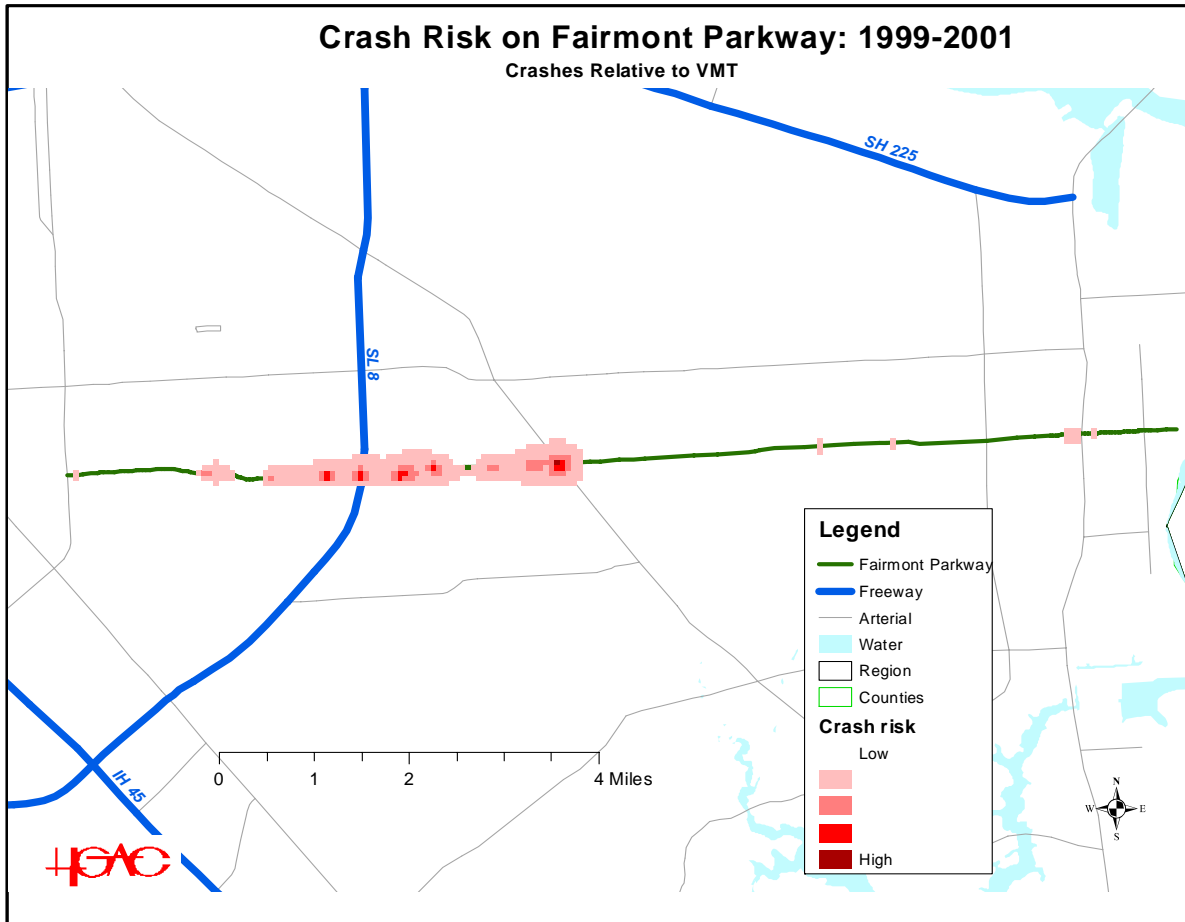 Crash Risk on Fairmont Parkway: 1999-2001
Crashes Relative to VMT
SH 225
SL 8
Legend
Fairmont Parkway
Freeway
Arterial
Water
Region
Counties
Crash risk
Low
High
0 1 2 4 Miles
IH 45
N
W E
S
HGAC